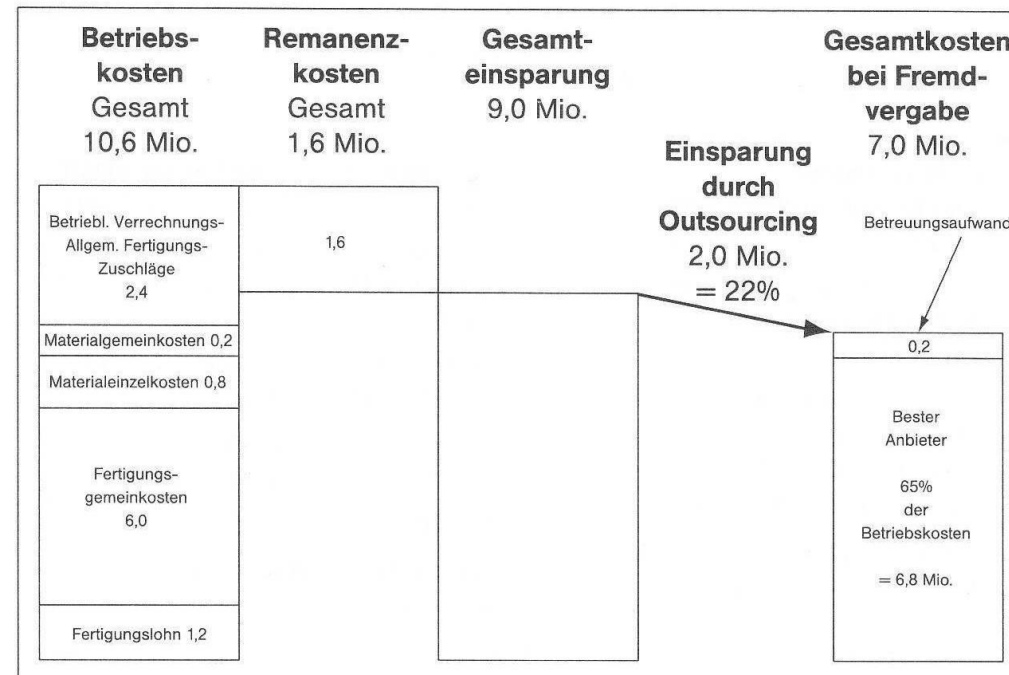 Betriebs-
kosten
Gesamt
10,6 Mio.
Remanenz-
kosten
Gesamt
1,6 Mio.
Gesamt-
einsparung
9,0 Mio.
Einsparung
durch
Outsourcing
2,0 Mio.
= 22%
Gesamtkosten
bei Fremd-
vergabe
7,0 Mio.
Betreuungsaufwand
Betriebl. Verrechnungs-
Allgem. Fertigungs-
Zuschläge
2,4
Materialgemeinkosten 0,2
Materialeinzelkosten 0,8
Fertigungs-
gemeinkosten
6,0
Fertigungslohn 1,2
1,6
0,2
Bester
Anbieter
65%
der
Betriebskosten
= 6,8 Mio.